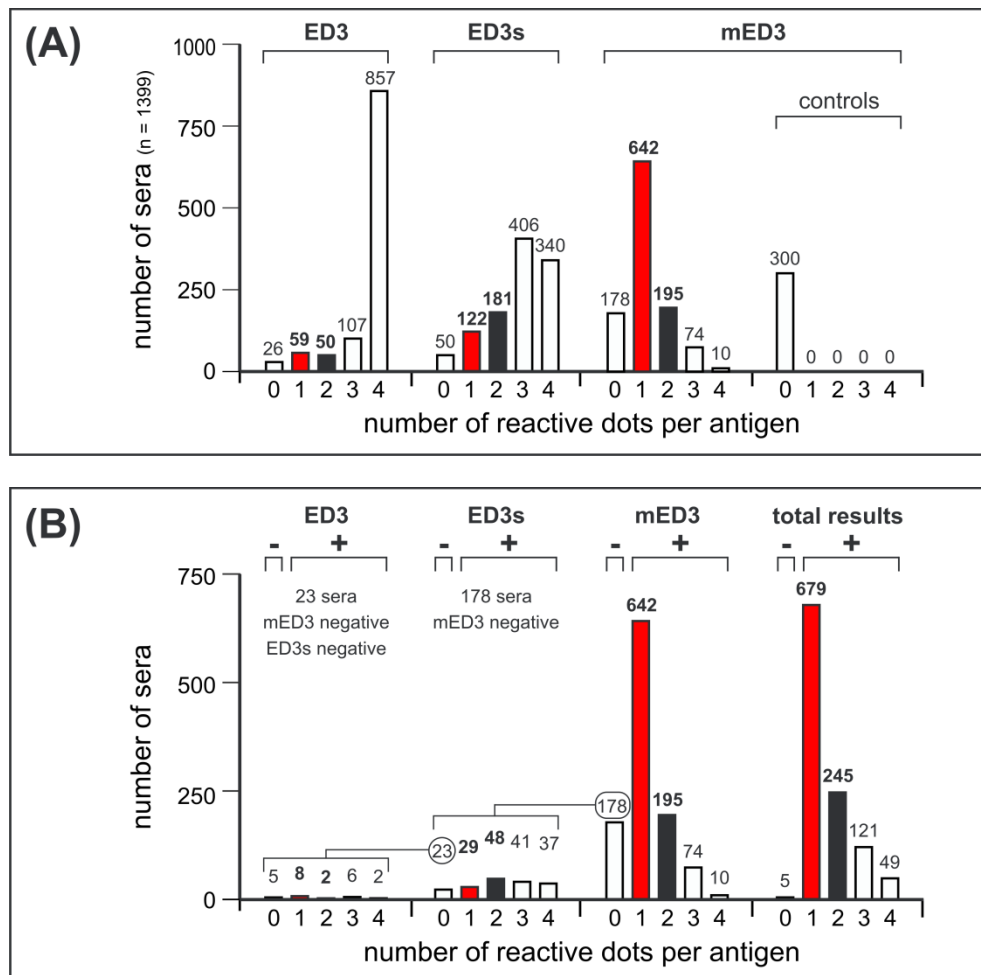 (A)
ED3 ED3s mED3
controls
number of sera (n = 1399)
1000
750
500
250
0
26 59 50 107 857
50 122 181 406 340
178 642 195 74 10
300 0 0 0 0
0 1 2 3 4 0 1 2 3 4 0 1 2 3 4 0 1 2 3 4
number of reactive dots per antigen
(B)
ED3 ED3s mED3 total results
- + - + - + - +
23 sera
mED3 negative
ED3s negative
178 sera
mED3 negative
number of sera
750
500
250
0
5 8 2 6 2
23 29 48 41 37
178 642 195 74 10
5 679 245 121 49
0 1 2 3 4 0 1 2 3 4 0 1 2 3 4 0 1 2 3 4
number of reactive dots per antigen